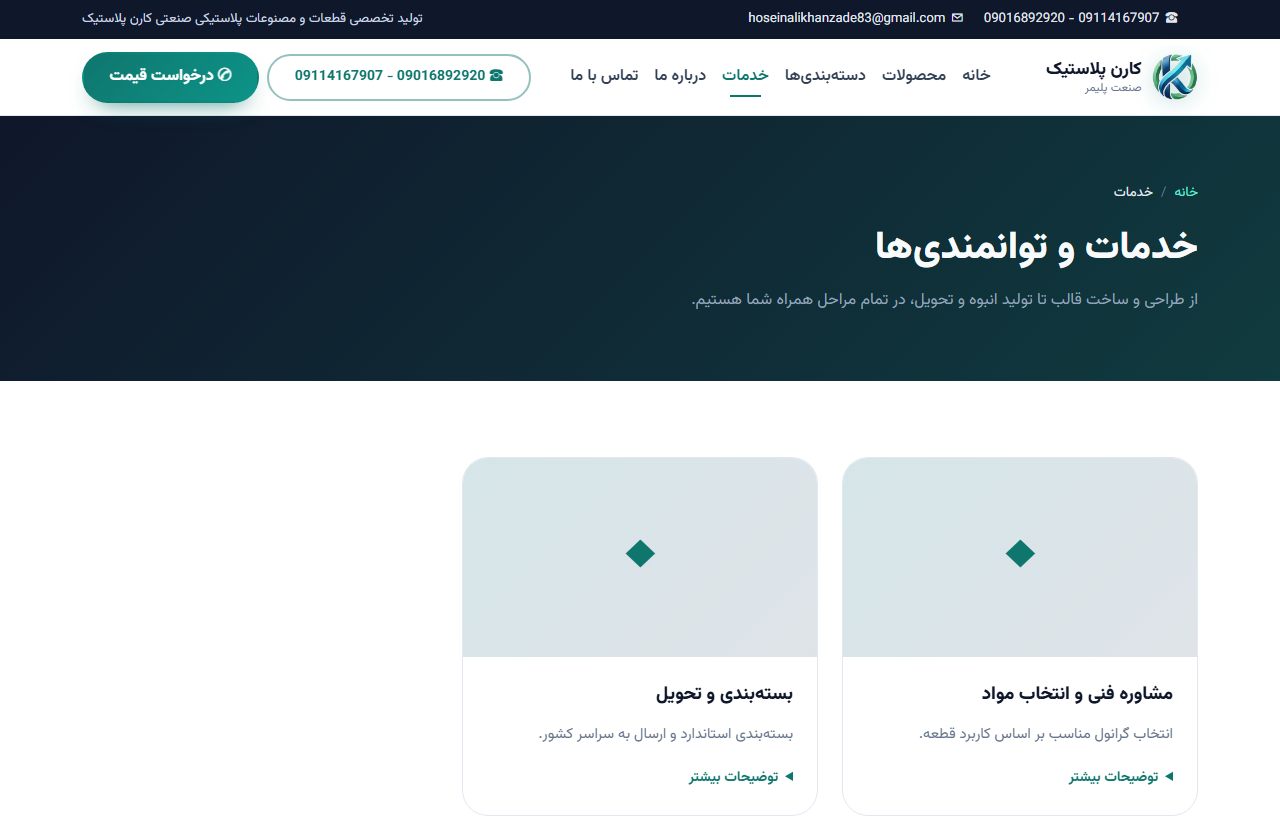 09016892920 - 09114167907
hoseinalikhanzade83@gmail.com
تولید تخصصی قطعات و مصنوعات پلاستیکی صنعتی کارن پلاستیک
کارن پلاستیک
صنعت پلیمر
خانه
محصولات
دسته‌بندی‌ها
خدمات
درباره ما
تماس با ما
09016892920 - 09114167907
درخواست قیمت
خانه / خدمات
خدمات و توانمندی‌ها
از طراحی و ساخت قالب تا تولید انبوه و تحویل، در تمام مراحل همراه شما هستیم.
مشاوره فنی و انتخاب مواد
انتخاب گرانول مناسب بر اساس کاربرد قطعه.
توضیحات بیشتر
بسته‌بندی و تحویل
بسته‌بندی استاندارد و ارسال به سراسر کشور.
توضیحات بیشتر